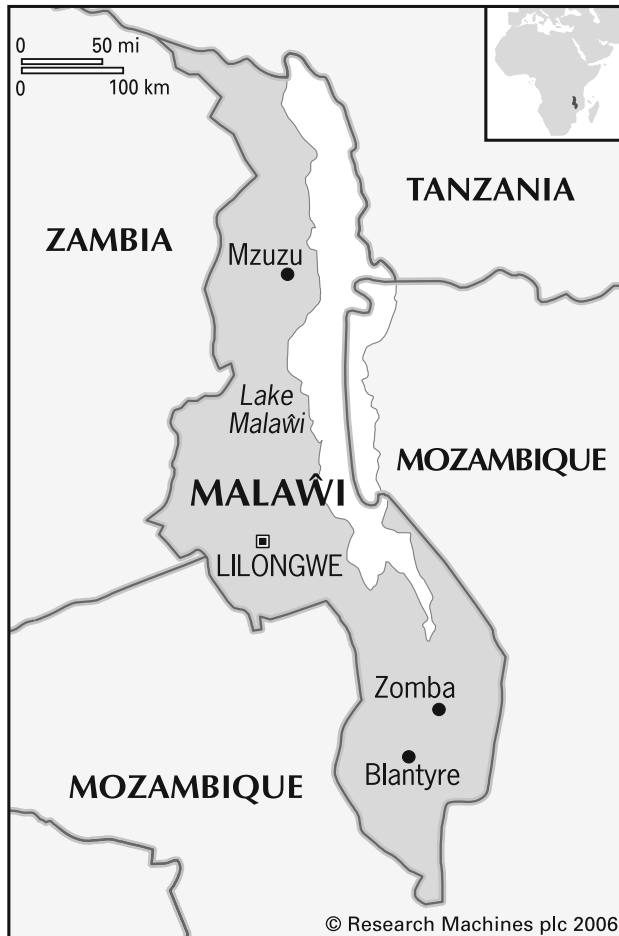 0 50 mi
0 100 km
TANZANIA
ZAMBIA
Mzuzu
Lake
Malaŵi
MOZAMBIQUE
MALAŴI
LILONGWE
Zomba
Blantyre
MOZAMBIQUE
© Research Machines plc 2006